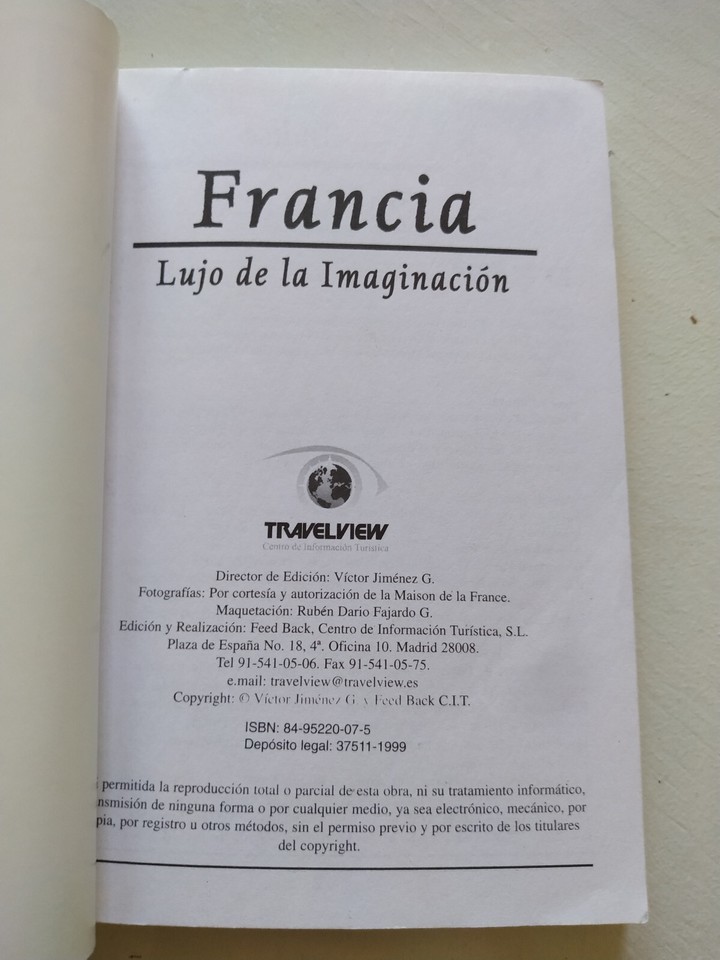 Francia
Lujo de la Imaginación
TRAVELVIEW
Centro de Información Turística
Director de Edición: Víctor Jiménez G.
Fotografías: Por cortesía y autorización de la Maison de la France.
Maquetación: Rubén Dario Fajardo G.
Edición y Realización: Feed Back, Centro de Información Turística, S.L.
Plaza de España No. 18, 4ª. Oficina 10. Madrid 28008.
Tel 91-541-05-06. Fax 91-541-05-75.
e.mail: travelview@travelview.es
Copyright: © Víctor Jiménez G. y Feed Back C.I.T.
ISBN: 84-95220-07-5
Depósito legal: 37511-1999
permitida la reproducción total o parcial de esta obra, ni su tratamiento informático,
nsmisión de ninguna forma o por cualquier medio, ya sea electrónico, mecánico, por
pia, por registro u otros métodos, sin el permiso previo y por escrito de los titulares
del copyright.